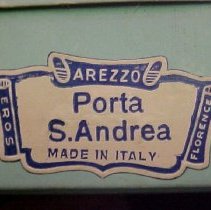 AREZZO
EROS
Porta
S.Andrea
FLORENCE
MADE IN ITALY